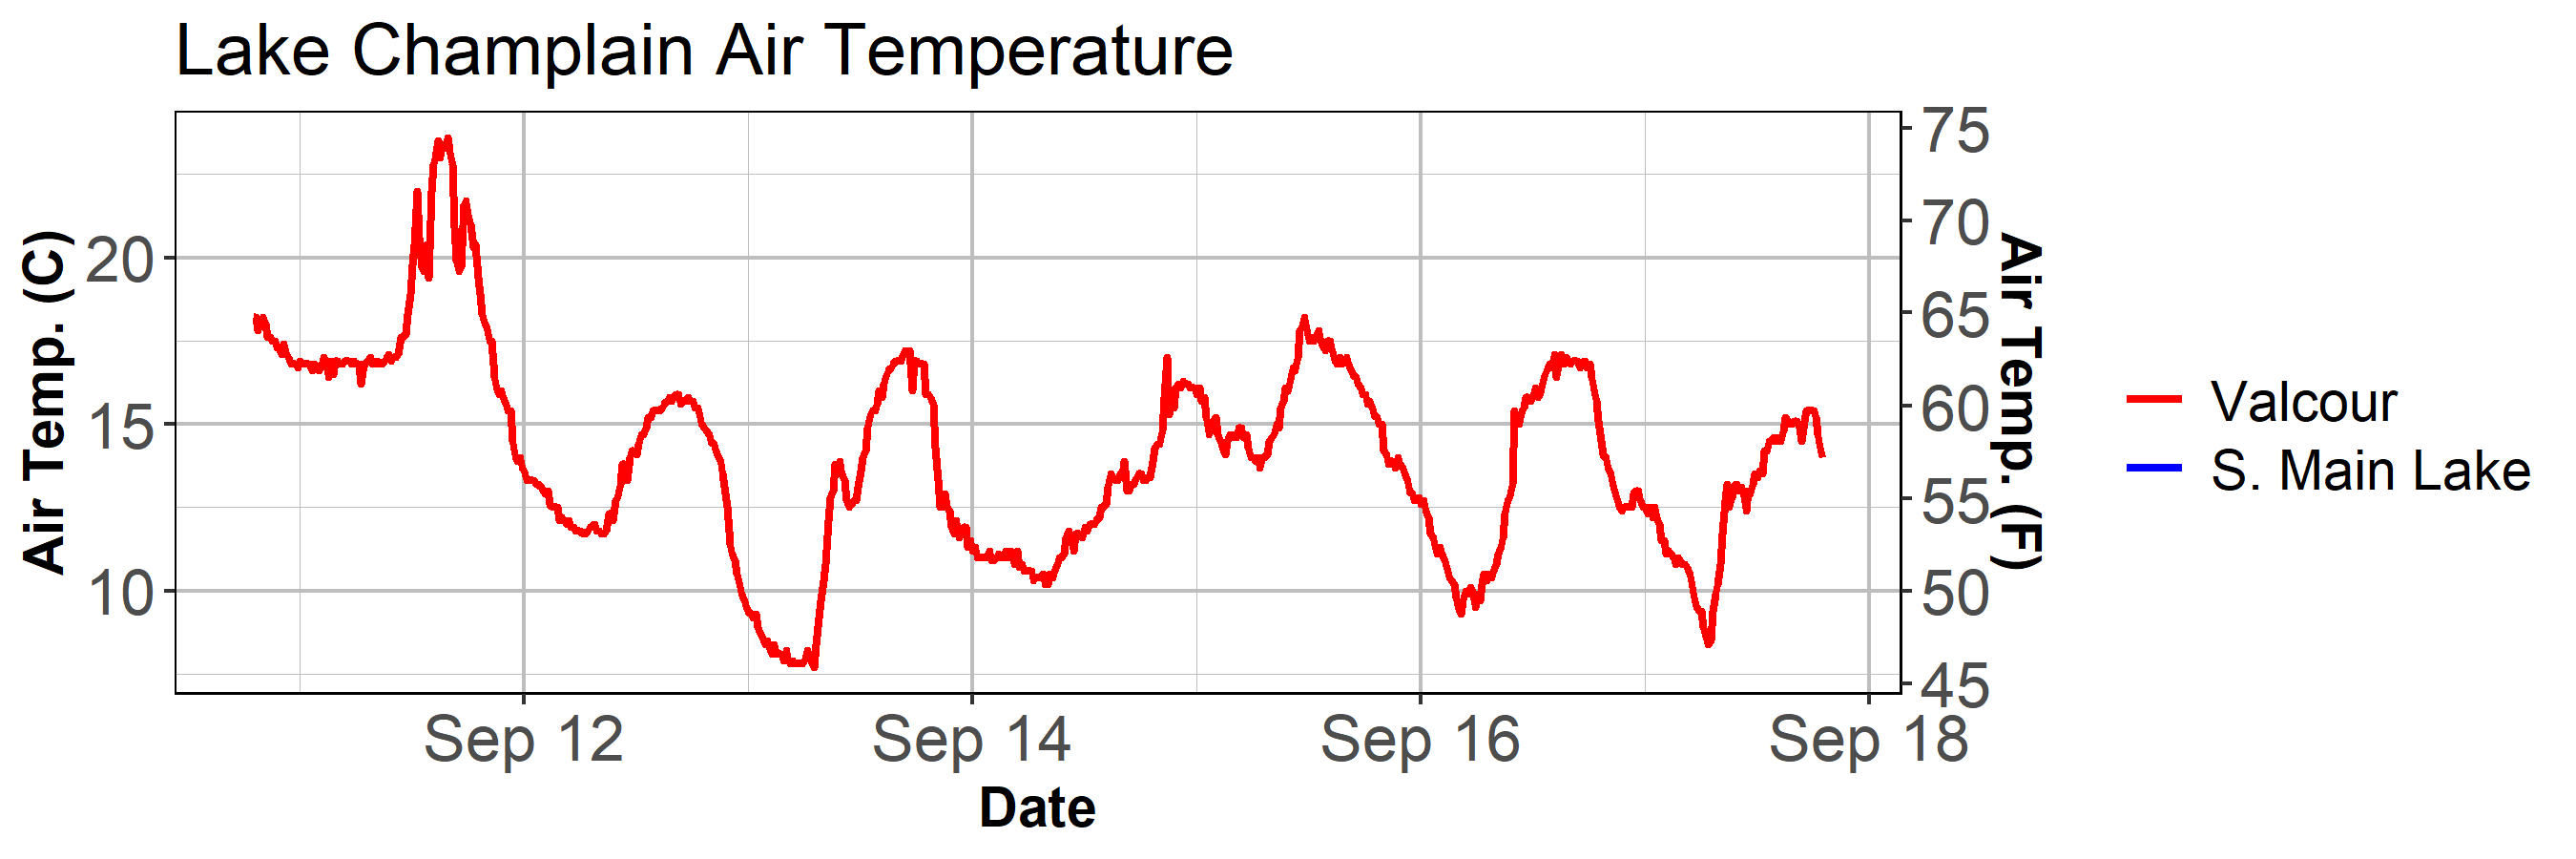 Lake Champlain Air Temperature
Air Temp. (C)
20
15
10
75
70
65
60
55
50
45
Air Temp. (F)
Sep 12
Sep 14
Sep 16
Sep 18
Date
Valcour
S. Main Lake